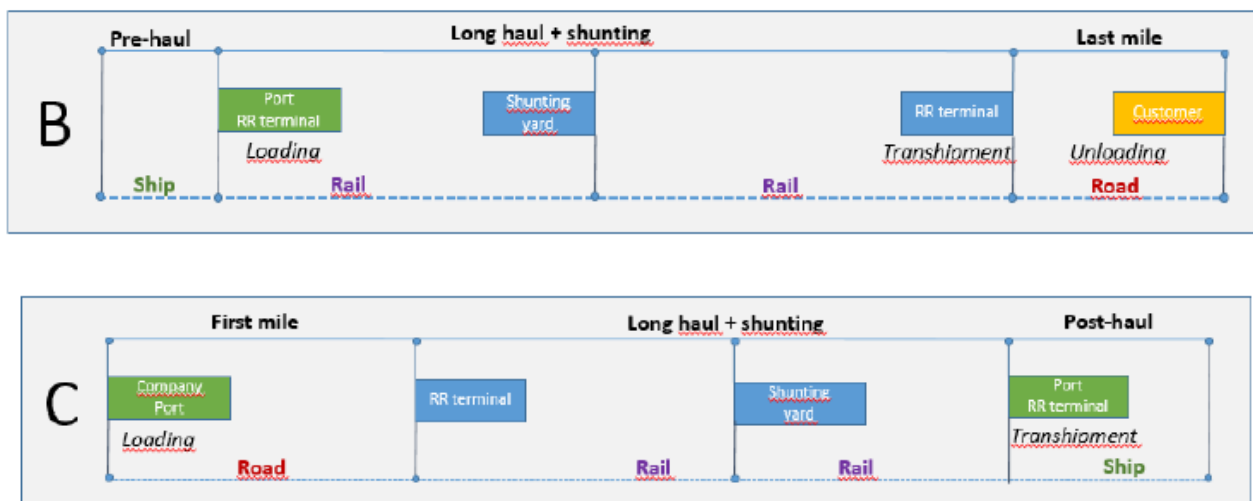 Pre-haul
Long haul + shunting
Last mile
B
Port
RR terminal
Shunting
yard
RR terminal
Customer
Loading
Transhipment
Unloading
Ship
Rail
Rail
Road
First mile
Long haul + shunting
Post-haul
C
Company
Port
RR terminal
Shunting
yard
Port
RR terminal
Loading
Transhipment
Road
Rail
Rail
Ship